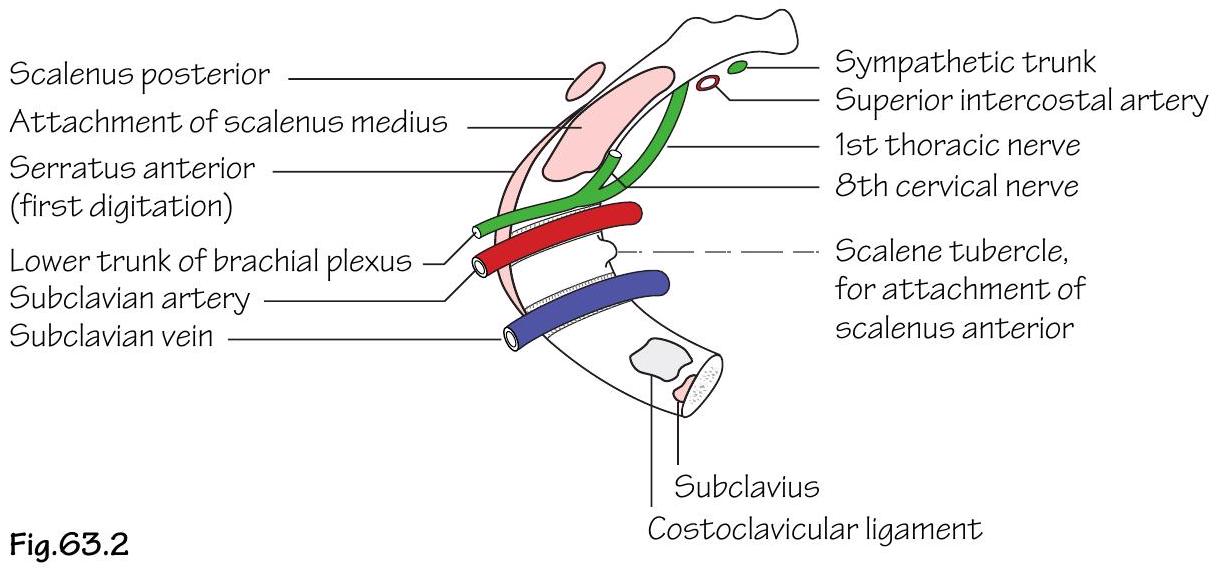 Scalenus posterior
Attachment of scalenus medius
Serratus anterior
(first digitation)
Lower trunk of brachial plexus
Subclavian artery
Subclavian vein
Sympathetic trunk
Superior intercostal artery
1st thoracic nerve
8th cervical nerve
Scalene tubercle,
for attachment of
scalenus anterior
Subclavius
Costoclavicular ligament
Fig.63.2